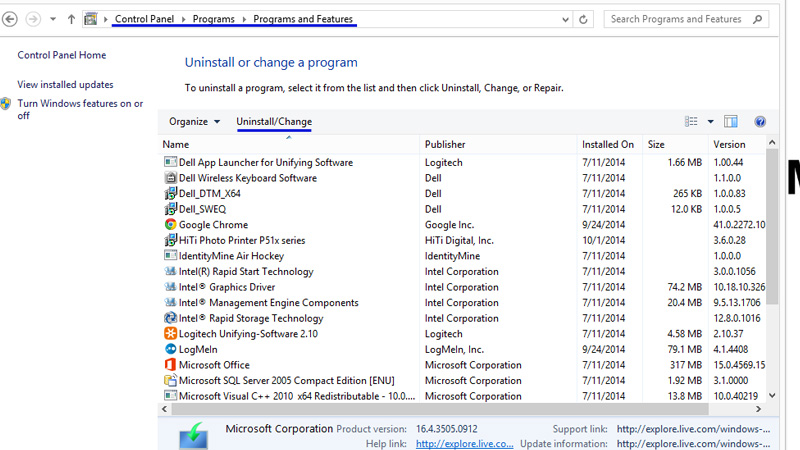 Control Panel Programs Programs and Features Search Programs and Features
Control Panel Home
Uninstall or change a program
View installed updates
To uninstall a program, select it from the list and then click Uninstall, Change, or Repair.
Turn Windows features on or
off
Organize Uninstall/Change
Name Publisher Installed On Size Version
Dell App Launcher for Unifying Software Logitech 7/11/2014 1.66 MB 1.00.44
Dell Wireless Keyboard Software Dell 7/11/2014 1.1.0.0
Dell_DTM_X64 Dell 7/11/2014 265 KB 1.0.0.83
Dell_SWEQ Dell 7/11/2014 12.0 KB 1.0.0.5
Google Chrome Google Inc. 9/24/2014 41.0.2272.10
HiTi Photo Printer P51x series HiTi Digital, Inc. 10/1/2014 3.6.0.28
IdentityMine Air Hockey IdentityMine 7/11/2014 1.0.0.0
Intel(R) Rapid Start Technology Intel Corporation 7/11/2014 3.0.0.1056
Intel® Graphics Driver Intel Corporation 7/11/2014 74.2 MB 10.18.10.326
Intel® Management Engine Components Intel Corporation 7/11/2014 20.4 MB 9.5.13.1706
Intel® Rapid Storage Technology Intel Corporation 7/11/2014 12.8.0.1016
Logitech Unifying-Software 2.10 Logitech 7/11/2014 4.58 MB 2.10.37
LogMeIn LogMeIn, Inc. 9/24/2014 79.1 MB 4.1.4408
Microsoft Office Microsoft Corporation 7/11/2014 317 MB 15.0.4569.15
Microsoft SQL Server 2005 Compact Edition [ENU] Microsoft Corporation 7/11/2014 1.92 MB 3.1.0000
Microsoft Visual C++ 2010 x64 Redistributable - 10.0.... Microsoft Corporation 7/11/2014 13.8 MB 10.0.40219
Microsoft Corporation Product version: 16.4.3505.0912 Support link: http://explore.live.com/windows-...
Help link: http://explore.live.co... Update information: http://explore.live.com/windows-...